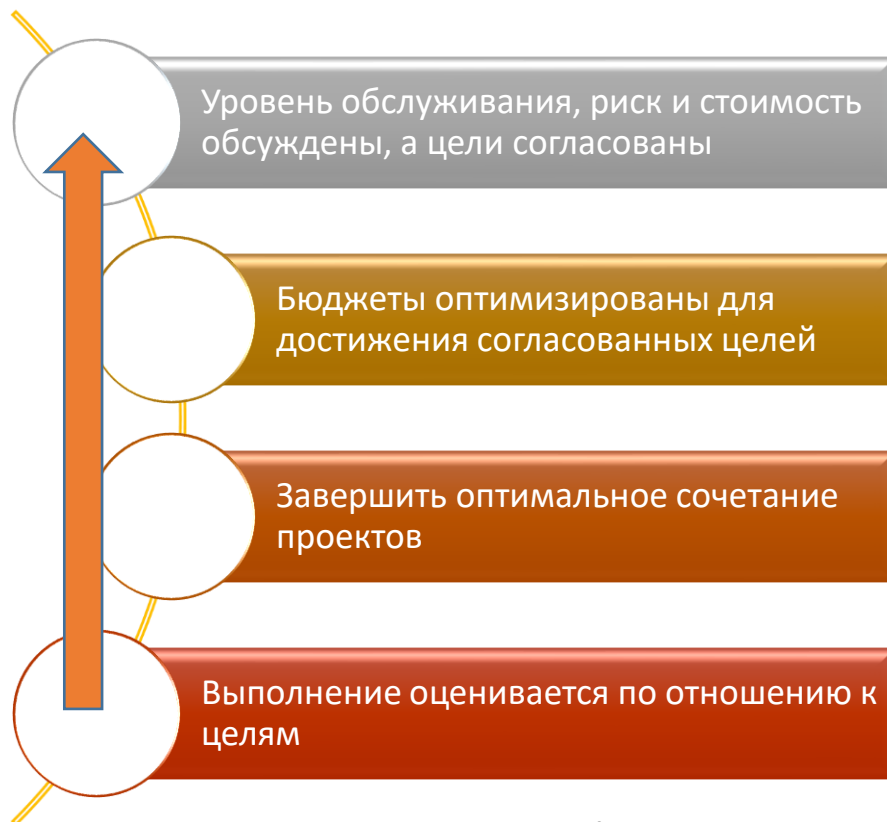 Уровень обслуживания, риск и стоимость
обсуждены, а цели согласованы
Бюджеты оптимизированы для
достижения согласованных целей
Завершить оптимальное сочетание
проектов
Выполнение оценивается по отношению к
целям